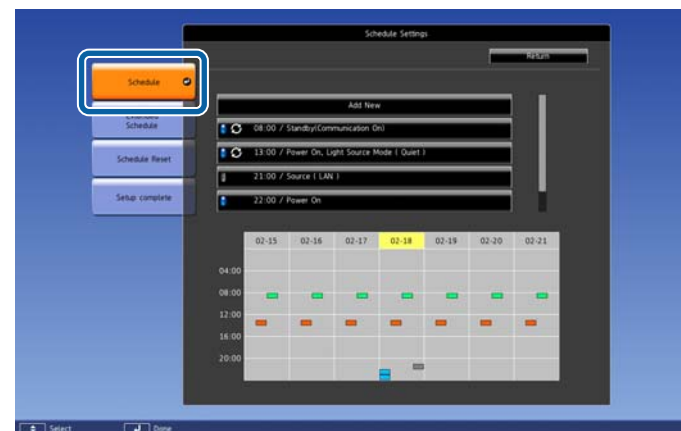 Schedule Settings
Return
Schedule
Extended
Schedule
Schedule Reset
Setup complete
Add New
08:00 / Standby(Communication On)
13:00 / Power On, Light Source Mode ( Quiet )
21:00 / Source ( LAN )
22:00 / Power On
02-15 02-16 02-17 02-18 02-19 02-20 02-21
04:00
08:00
12:00
16:00
20:00
Select Done